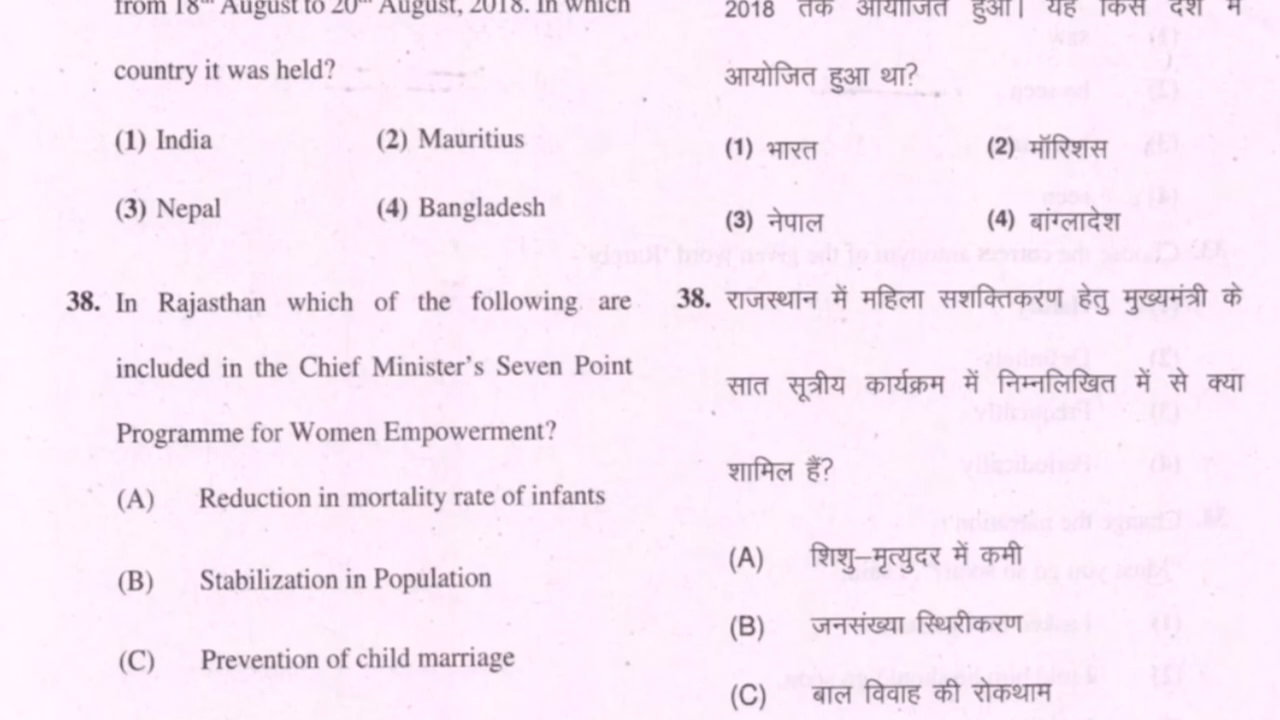 from 18th August to 20th August, 2018. In which
country it was held?
(1) India (2) Mauritius
(3) Nepal (4) Bangladesh
38. In Rajasthan which of the following are
included in the Chief Minister's Seven Point
Programme for Women Empowerment?
(A) Reduction in mortality rate of infants
(B) Stabilization in Population
(C) Prevention of child marriage
2018 तक आयोजित हुआ। यह किस देश में
आयोजित हुआ था?
(1) भारत (2) मॉरिशस
(3) नेपाल (4) बांग्लादेश
38. राजस्थान में महिला सशक्तिकरण हेतु मुख्यमंत्री के
सात सूत्रीय कार्यक्रम में निम्नलिखित में से क्या
शामिल हैं?
(A) शिशु–मृत्युदर में कमी
(B) जनसंख्या स्थिरीकरण
(C) बाल विवाह की रोकथाम